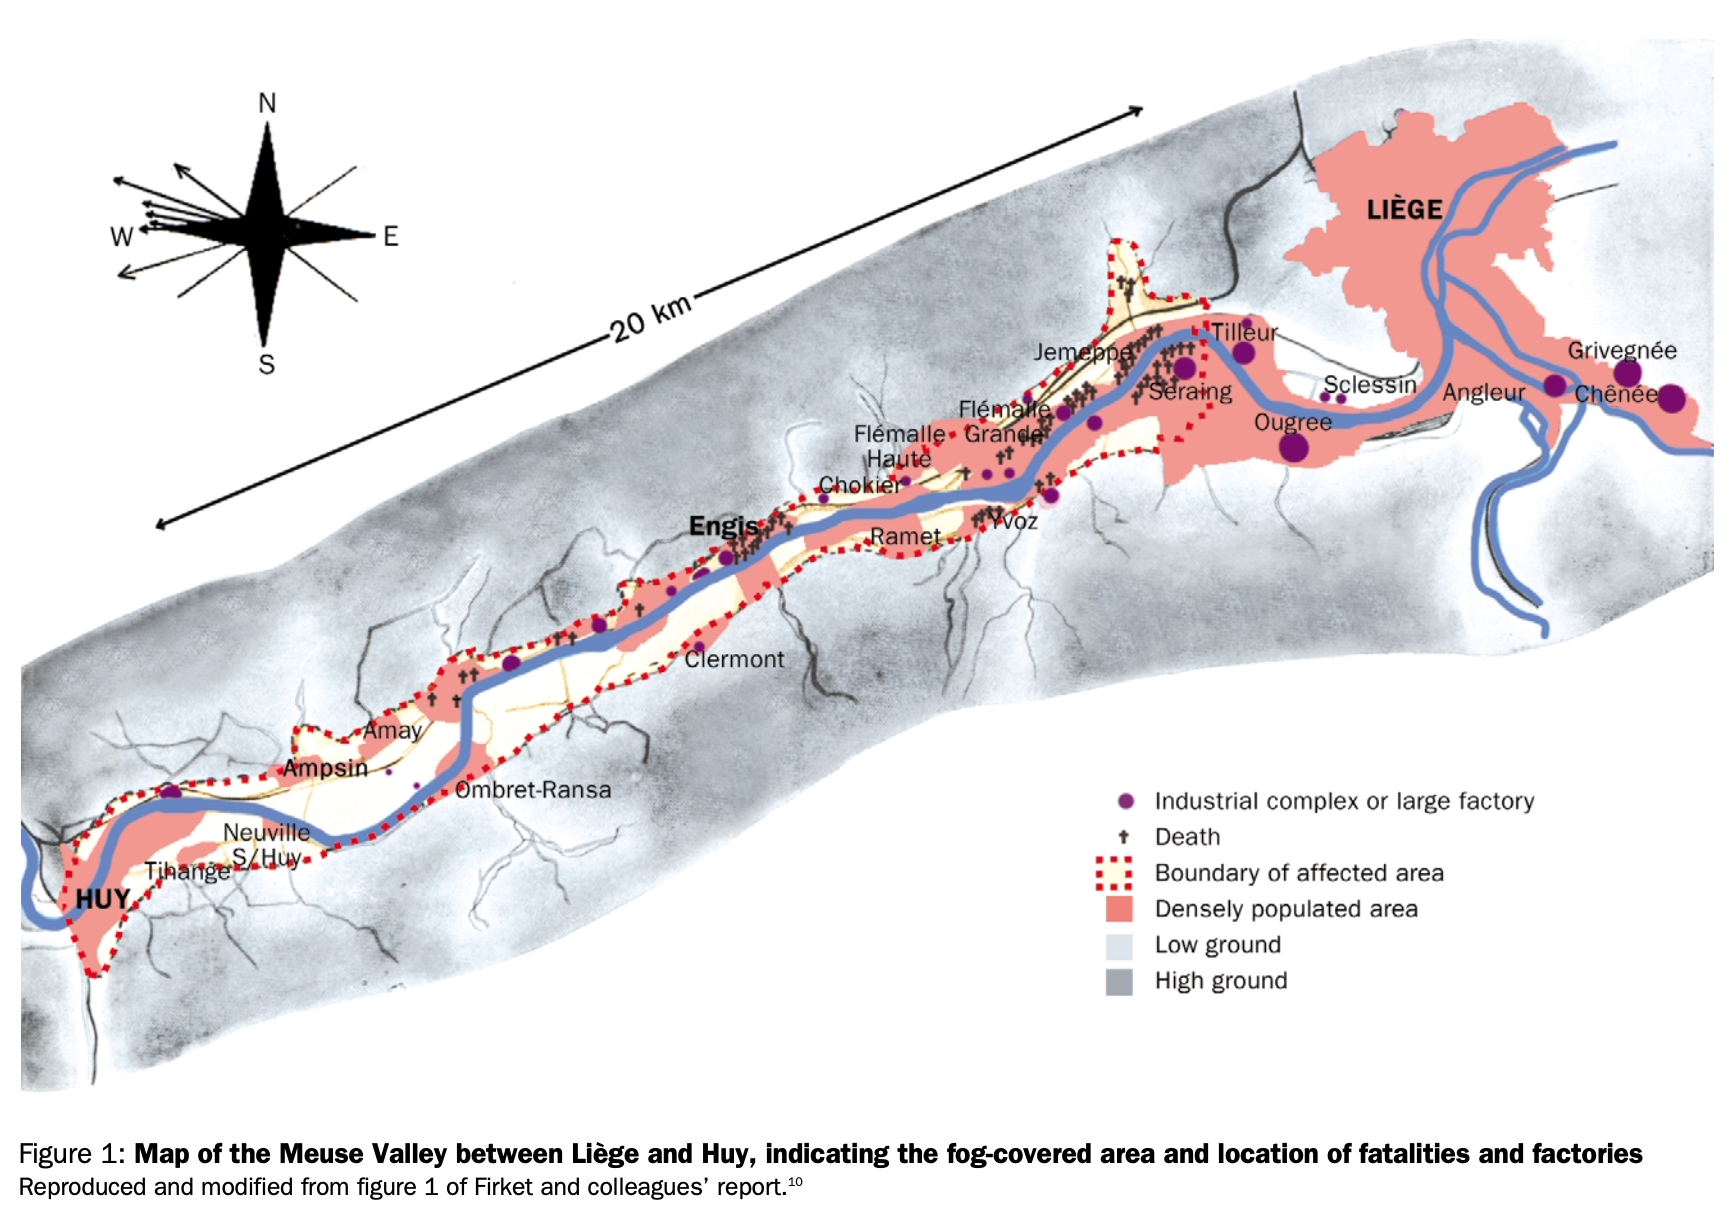 N
W
E
S
20 km
LIÈGE
Tilleur
Jemeppe
Grivegnée
Sclessin
Seraing
Angleur
Chênée
Flémalle
Grande
Ougree
Flémalle
Haute
Chokier
Engis
Yvoz
Ramet
Clermont
Amay
Ampsin
Ombret-Ransa
Neuville
S/Huy
Tihange
HUY
Industrial complex or large factory
Death
Boundary of affected area
Densely populated area
Low ground
High ground
Figure 1: Map of the Meuse Valley between Liège and Huy, indicating the fog-covered area and location of fatalities and factories
Reproduced and modified from figure 1 of Firket and colleagues’ report.¹⁰